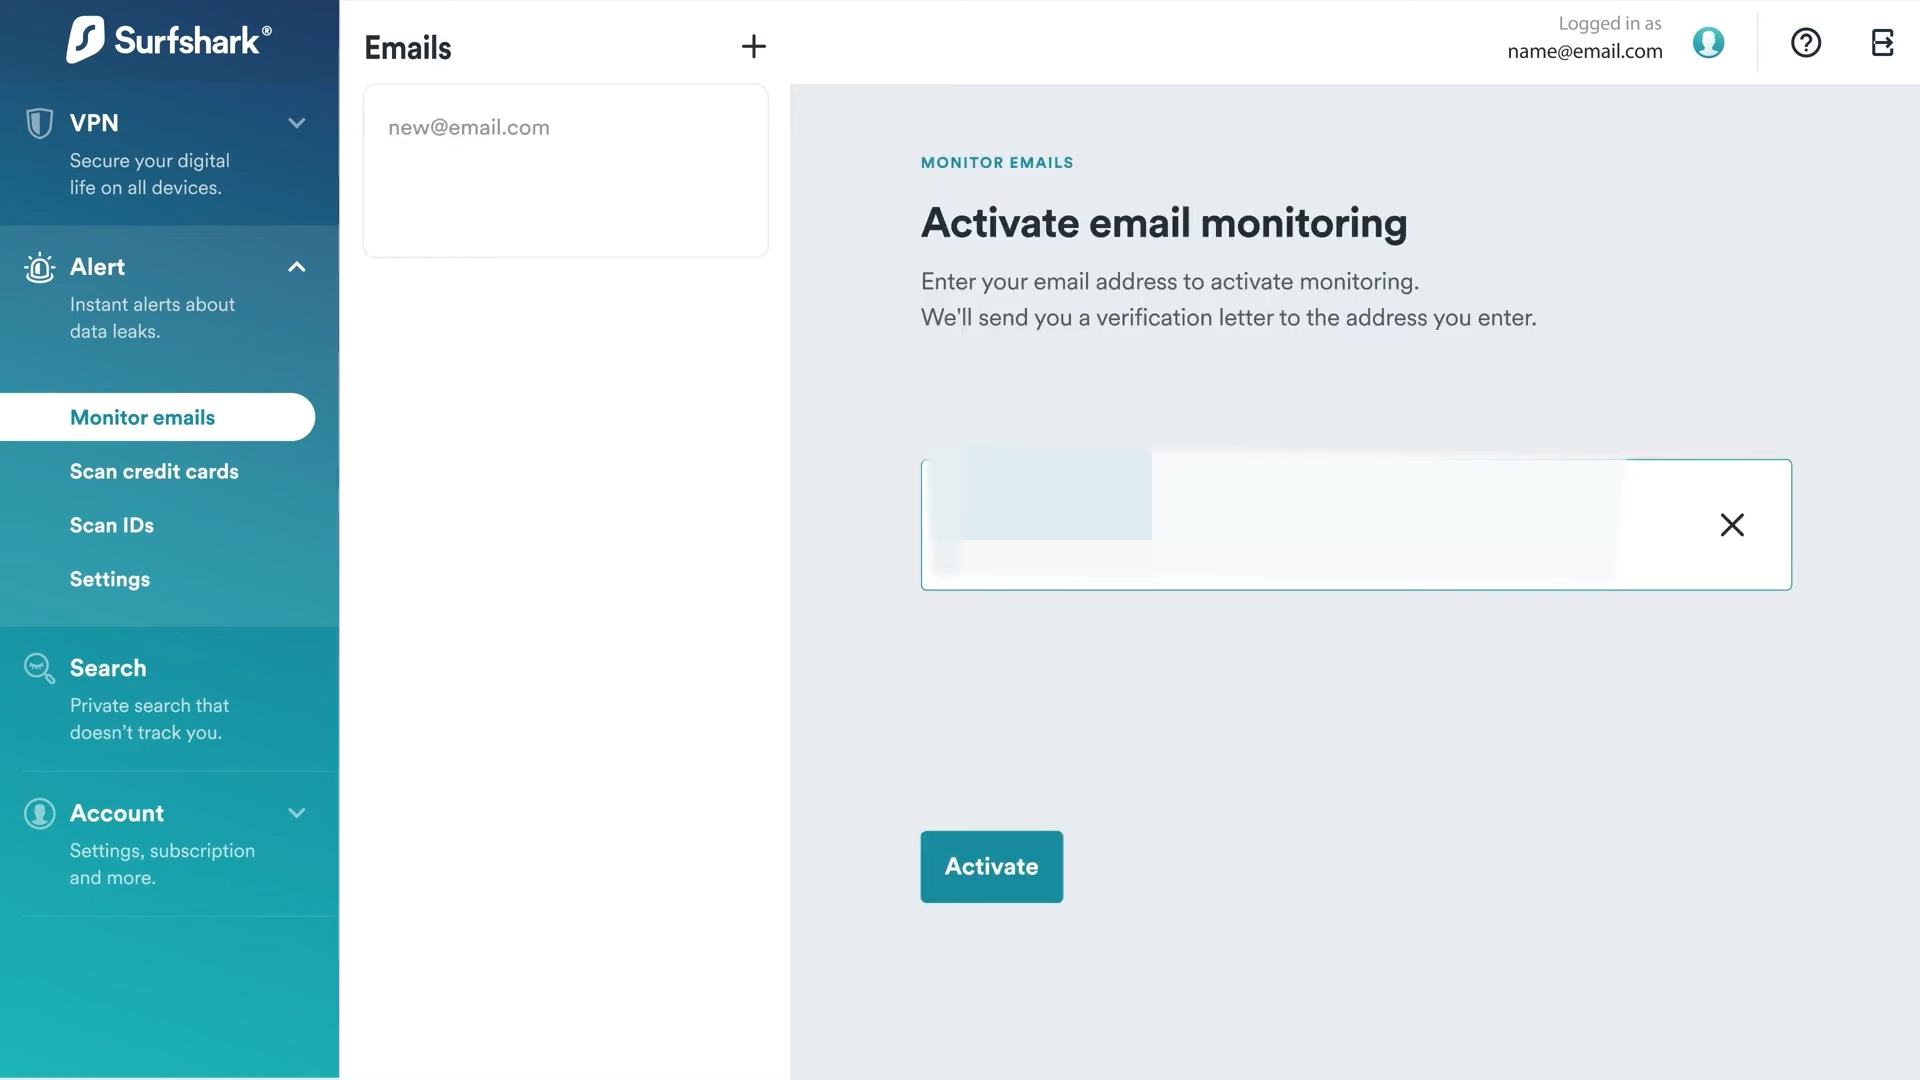 Surfshark®
VPN
Secure your digital
life on all devices.
Alert
Instant alerts about
data leaks.
Monitor emails
Scan credit cards
Scan IDs
Settings
Search
Private search that
doesn’t track you.
Account
Settings, subscription
and more.
Emails
new@email.com
Logged in as
name@email.com
MONITOR EMAILS
Activate email monitoring
Enter your email address to activate monitoring.
We'll send you a verification letter to the address you enter.
Activate